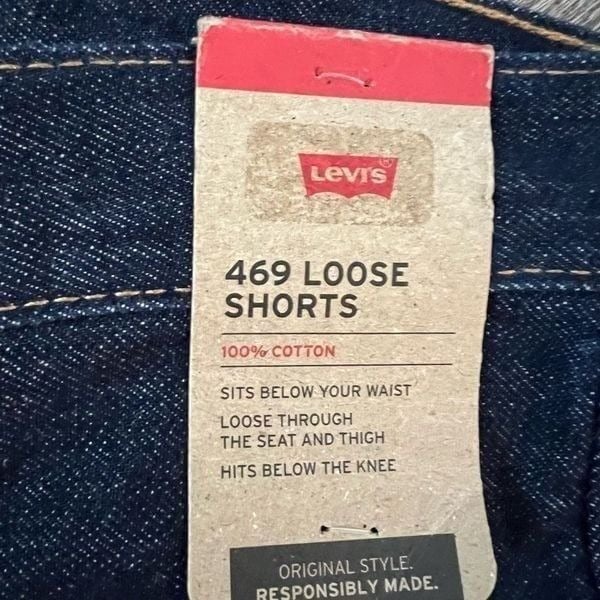 Levi's
469 LOOSE
SHORTS
100% COTTON
SITS BELOW YOUR WAIST
LOOSE THROUGH
THE SEAT AND THIGH
HITS BELOW THE KNEE
ORIGINAL STYLE.
RESPONSIBLY MADE.